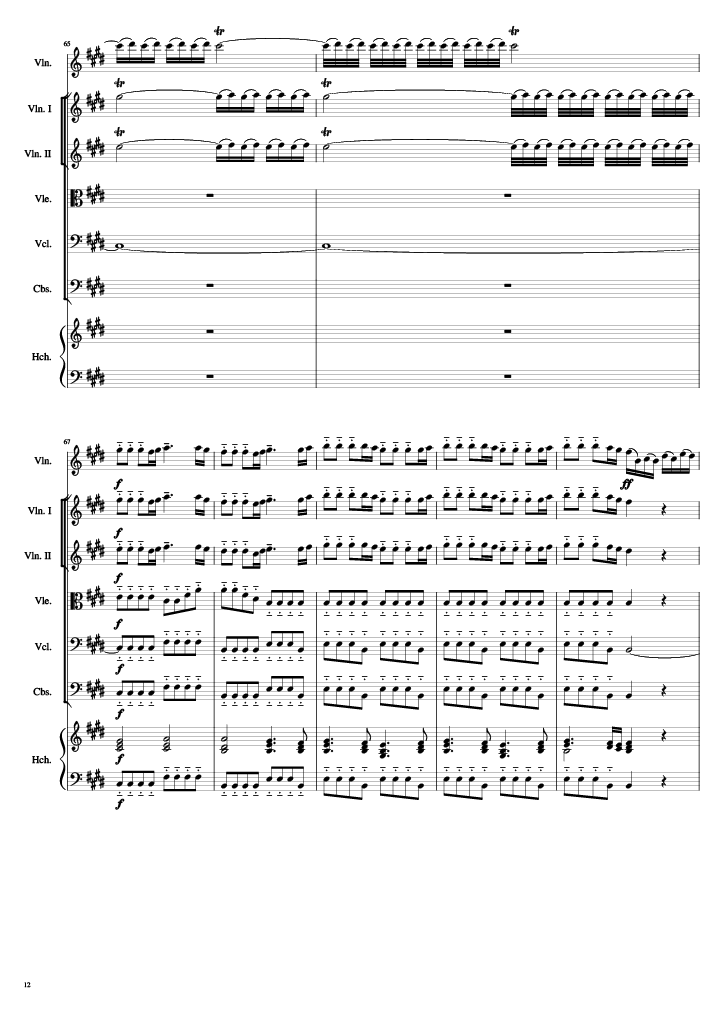 65
tr
tr
Vln.
tr
tr
Vln. I
tr
tr
Vln. II
Vle.
Vcl.
Cbs.
Hch.
67
Vln.
f
ff
Vln. I
f
Vln. II
f
Vle.
f
Vcl.
f
Cbs.
f
Hch.
f
f
12